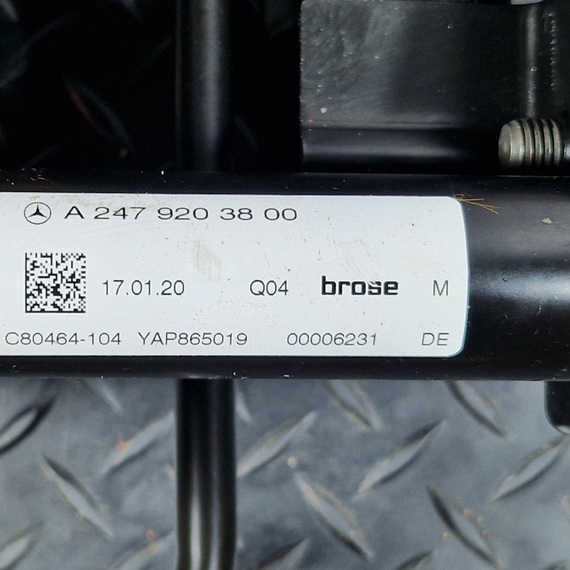 A 247 920 38 00
17.01.20 Q04 brose M
C80464-104 YAP865019 00006231 DE